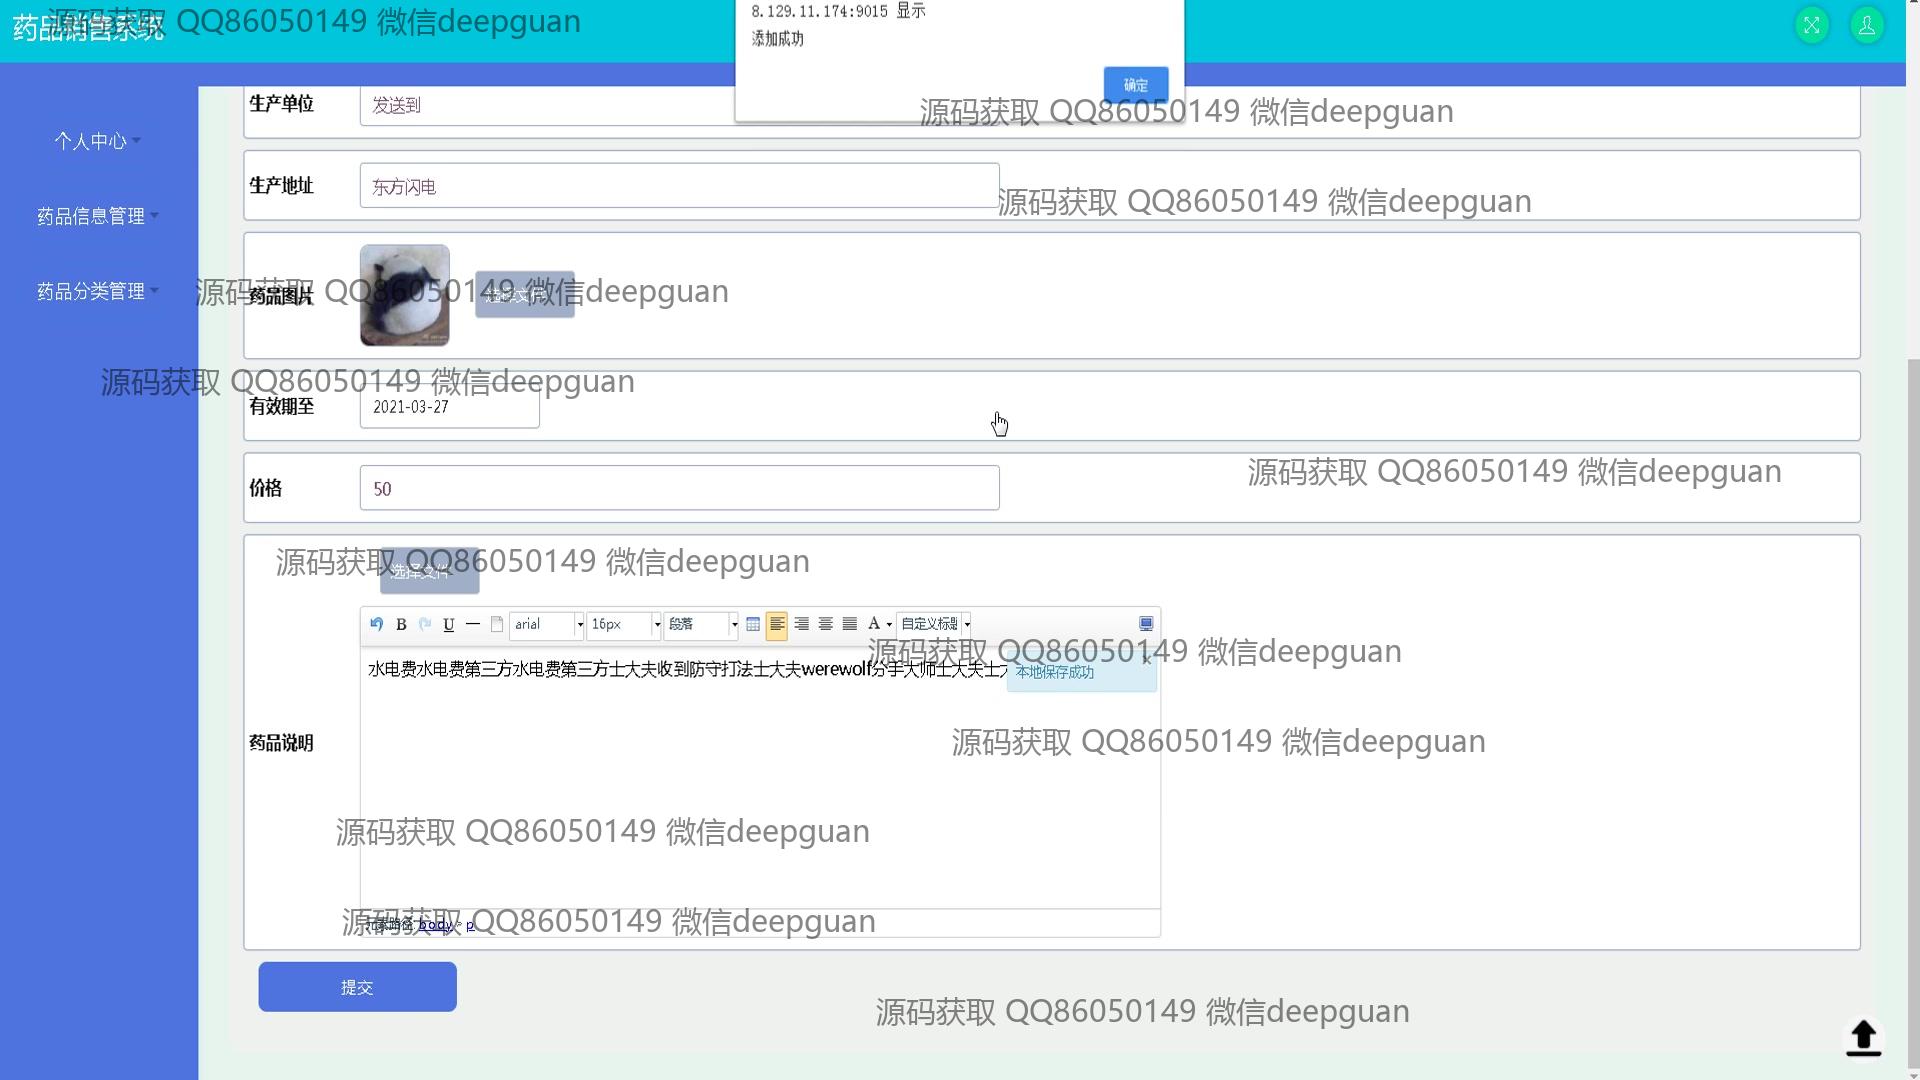 药品销售系统
源码获取 QQ86050149 微信deepguan
8.129.11.174:9015 显示
添加成功
确定
生产单位
发送到
源码获取 QQ86050149 微信deepguan
个人中心
生产地址
东方闪电
源码获取 QQ86050149 微信deepguan
药品信息管理
药品分类管理
药品图片
选择文件
源码获取 QQ86050149 微信deepguan
源码获取 QQ86050149 微信deepguan
有效期至
2021-03-27
价格
50
源码获取 QQ86050149 微信deepguan
源码获取 QQ86050149 微信deepguan
选择文件
B U arial 16px 段落 A 自定义标题
源码获取 QQ86050149 微信deepguan
水电费水电费第三方水电费第三方士大夫收到防守打法士大夫werewolf分手大师士大夫士
本地保存成功
药品说明
源码获取 QQ86050149 微信deepguan
源码获取 QQ86050149 微信deepguan
元素路径: body > p
源码获取 QQ86050149 微信deepguan
提交
源码获取 QQ86050149 微信deepguan